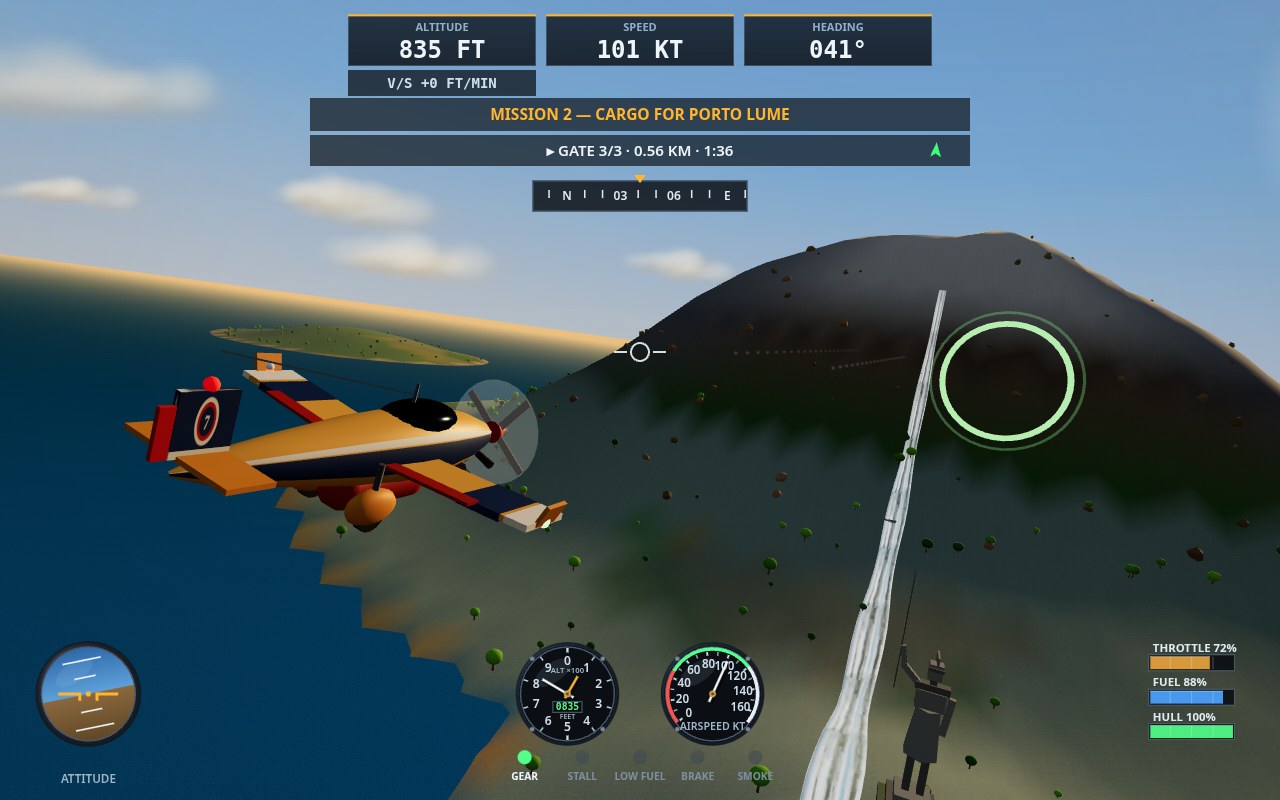 ALTITUDE
835 FT
SPEED
101 KT
HEADING
041°
V/S +0 FT/MIN
MISSION 2 — CARGO FOR PORTO LUME
▸ GATE 3/3 · 0.56 KM · 1:36
N 03 06 E
7
ATTITUDE
0 1 2 3 4 5 6 7 8 9
ALT ×100
0835
FEET
0 20 40 60 80 100 120 140 160
AIRSPEED KT
GEAR STALL LOW FUEL BRAKE SMOKE
THROTTLE 72%
FUEL 88%
HULL 100%